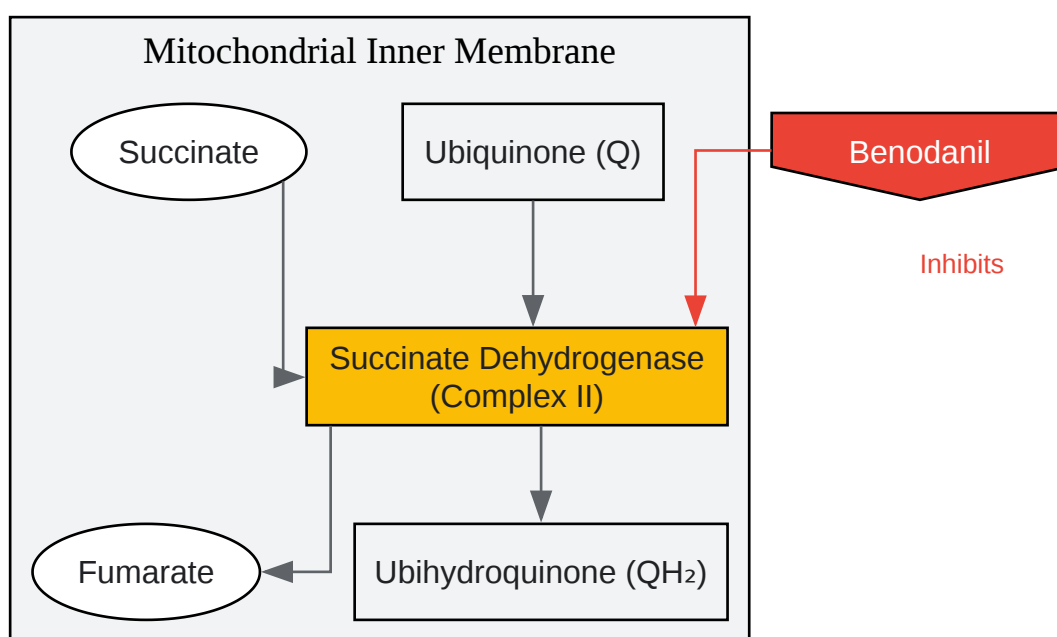 Mitochondrial Inner Membrane
Succinate
Ubiquinone (Q)
Benodanil
Inhibits
Succinate Dehydrogenase
(Complex II)
Fumarate
Ubihydroquinone (QH₂)